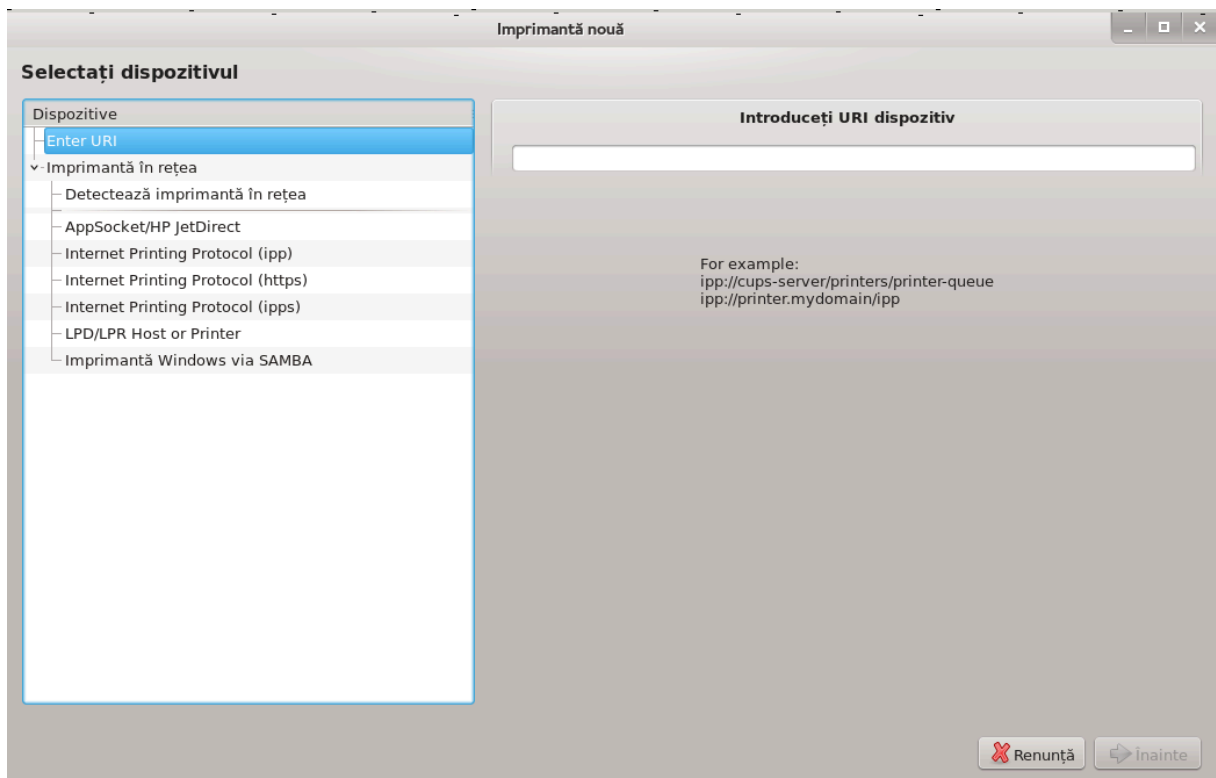 Imprimantă nouă
Selectați dispozitivul
Dispozitive
Enter URI
Imprimantă în rețea
Detectează imprimantă în rețea
AppSocket/HP JetDirect
Internet Printing Protocol (ipp)
Internet Printing Protocol (https)
Internet Printing Protocol (ipps)
LPD/LPR Host or Printer
Imprimantă Windows via SAMBA
Introduceți URI dispozitiv
For example:
ipp://cups-server/printers/printer-queue
ipp://printer.mydomain/ipp
Renunță
Înainte